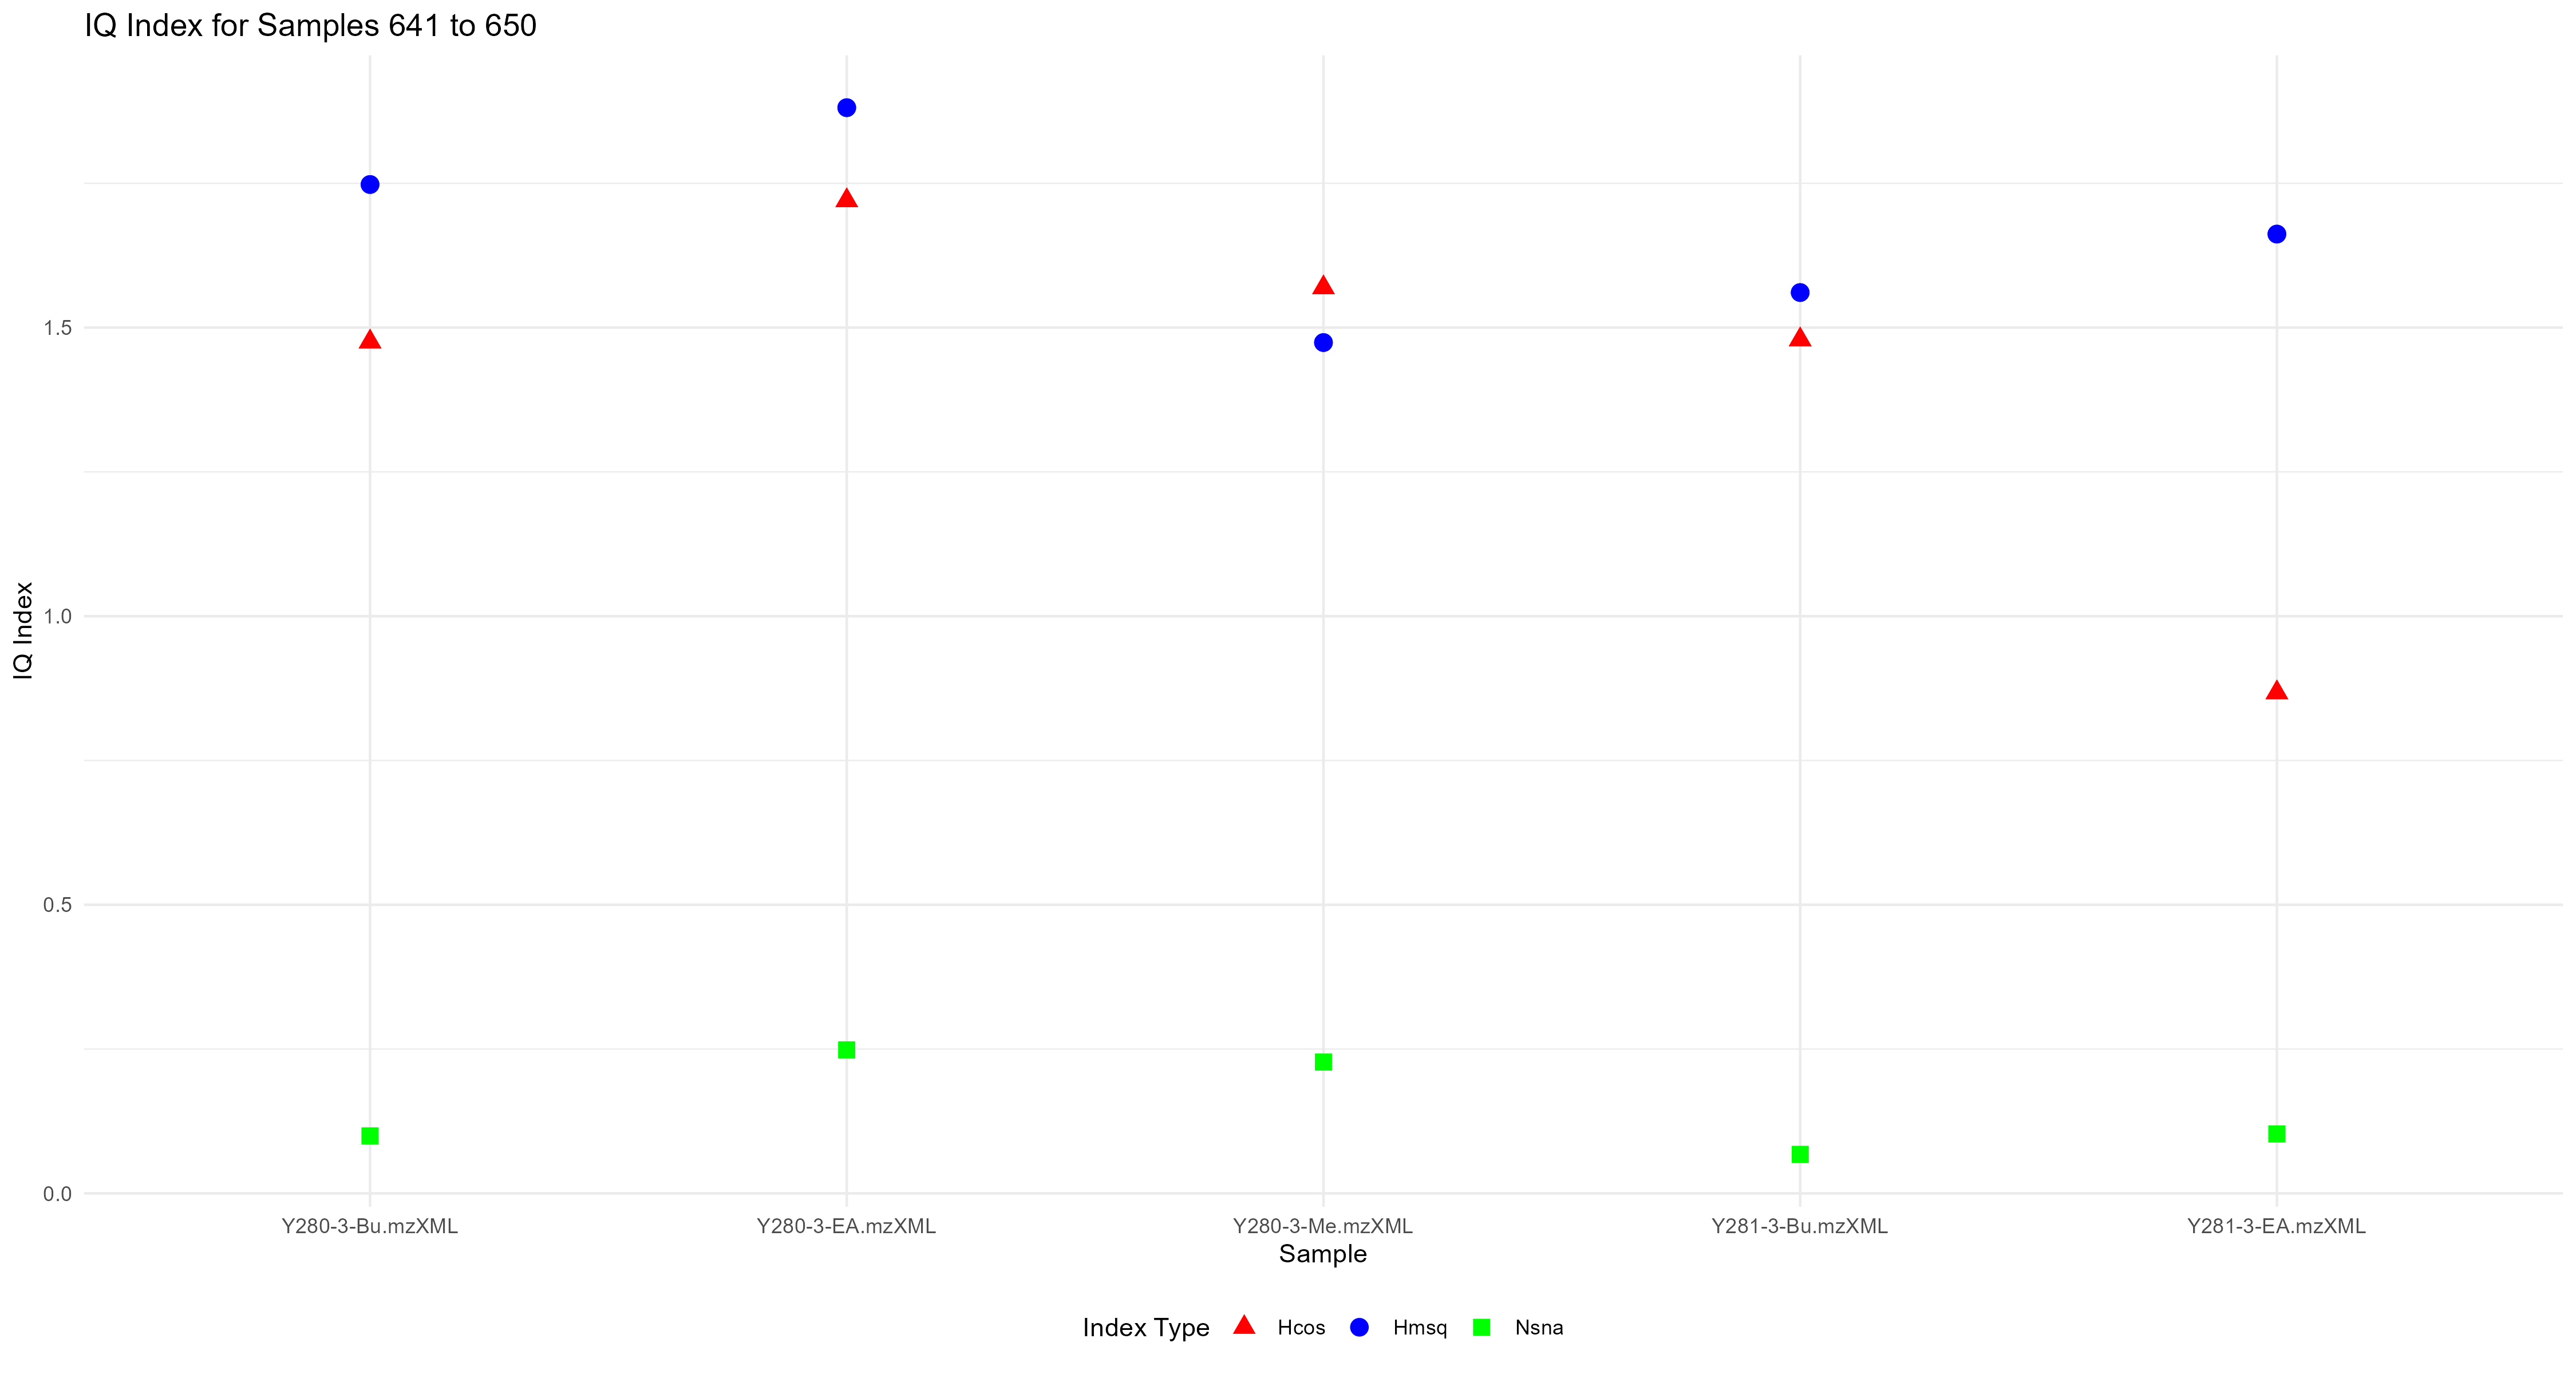 IQ Index for Samples 641 to 650
IQ Index
1.5
1.0
0.5
0.0
Y280-3-Bu.mzXML Y280-3-EA.mzXML Y280-3-Me.mzXML Y281-3-Bu.mzXML Y281-3-EA.mzXML
Sample
Index Type Hcos Hmsq Nsna